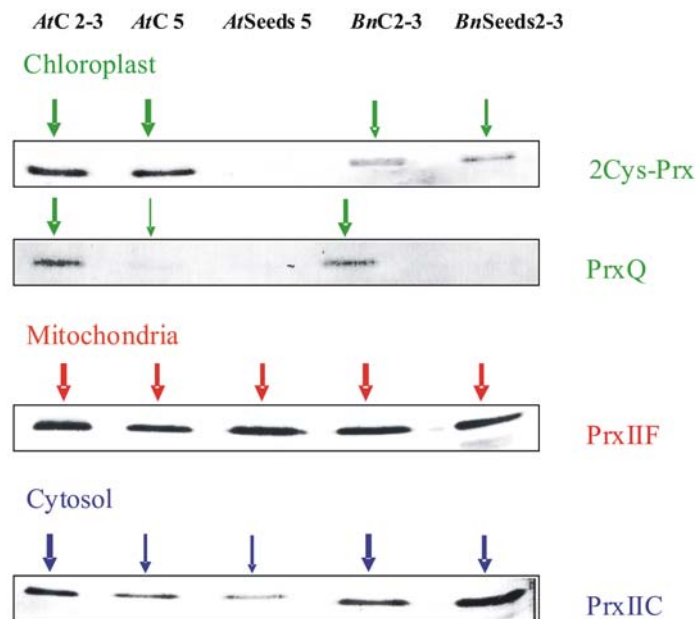 AtC 2-3 AtC 5 AtSeeds 5 BnC2-3 BnSeeds2-3
Chloroplast
2Cys-Prx
PrxQ
Mitochondria
PrxIIF
Cytosol
PrxIIC